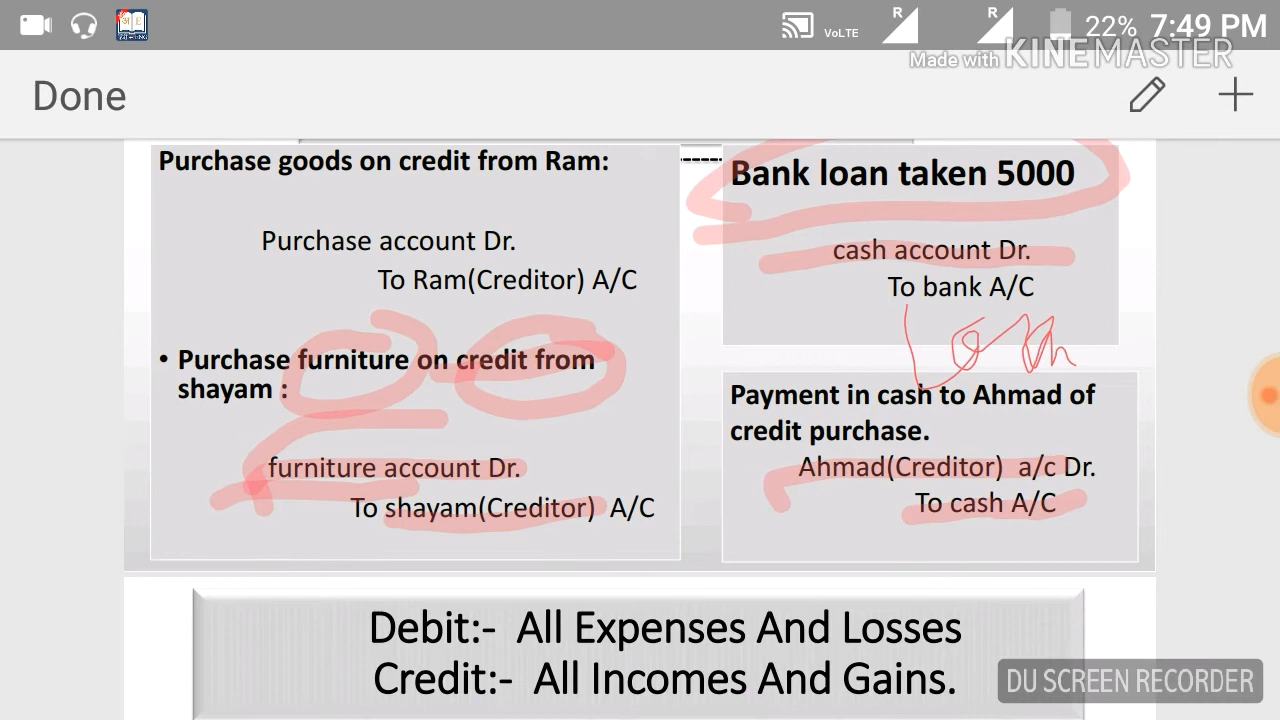 VoLTE
R
R
22% 7:49 PM
Made with KINEMASTER
Done
Purchase goods on credit from Ram:
Purchase account Dr.
To Ram(Creditor) A/C
• Purchase furniture on credit from
shayam :
furniture account Dr.
To shayam(Creditor) A/C
Bank loan taken 5000
cash account Dr.
To bank A/C
Loan
Payment in cash to Ahmad of
credit purchase.
Ahmad(Creditor) a/c Dr.
To cash A/C
Debit:- All Expenses And Losses
Credit:- All Incomes And Gains.
DU SCREEN RECORDER